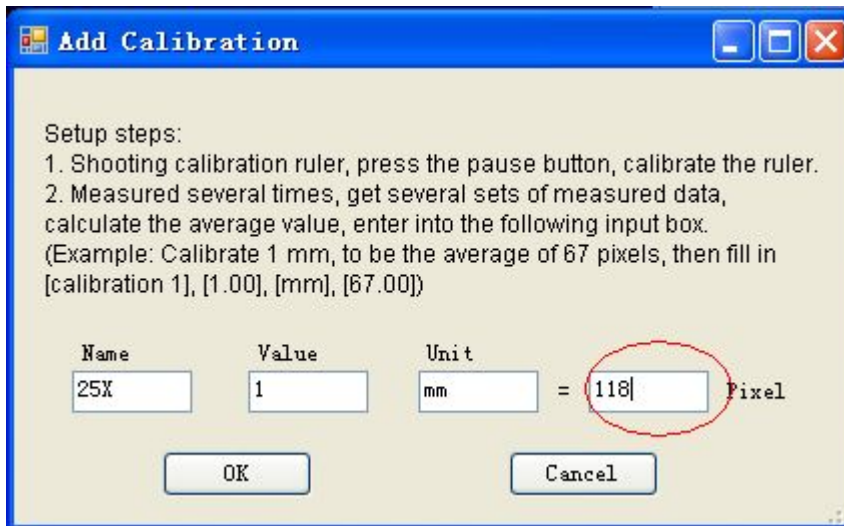 Add Calibration
Setup steps:
1. Shooting calibration ruler, press the pause button, calibrate the ruler.
2. Measured several times, get several sets of measured data,
calculate the average value, enter into the following input box.
(Example: Calibrate 1 mm, to be the average of 67 pixels, then fill in
[calibration 1], [1.00], [mm], [67.00])
Name Value Unit
25X 1 mm = 118 Pixel
OK Cancel